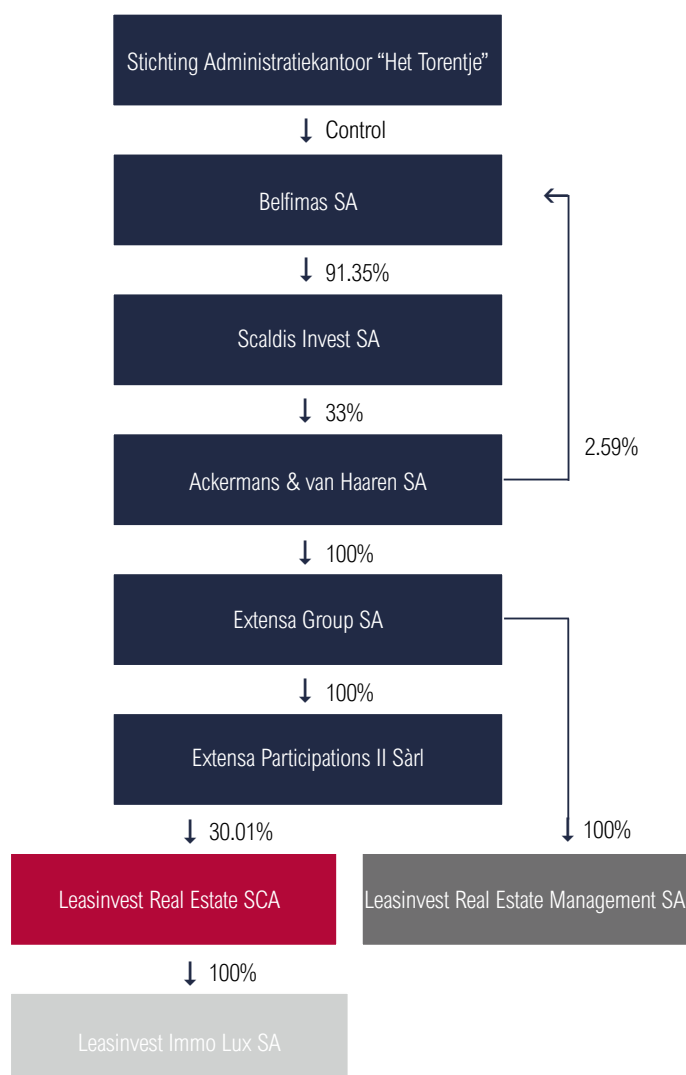 Stichting Administratiekantoor “Het Torentje”
Control
Belfimas SA
91.35%
Scaldis Invest SA
33%
2.59%
Ackermans & van Haaren SA
100%
Extensa Group SA
100%
Extensa Participations II Sàrl
30.01%
100%
Leasinvest Real Estate SCA
Leasinvest Real Estate Management SA
100%
Leasinvest Immo Lux SA